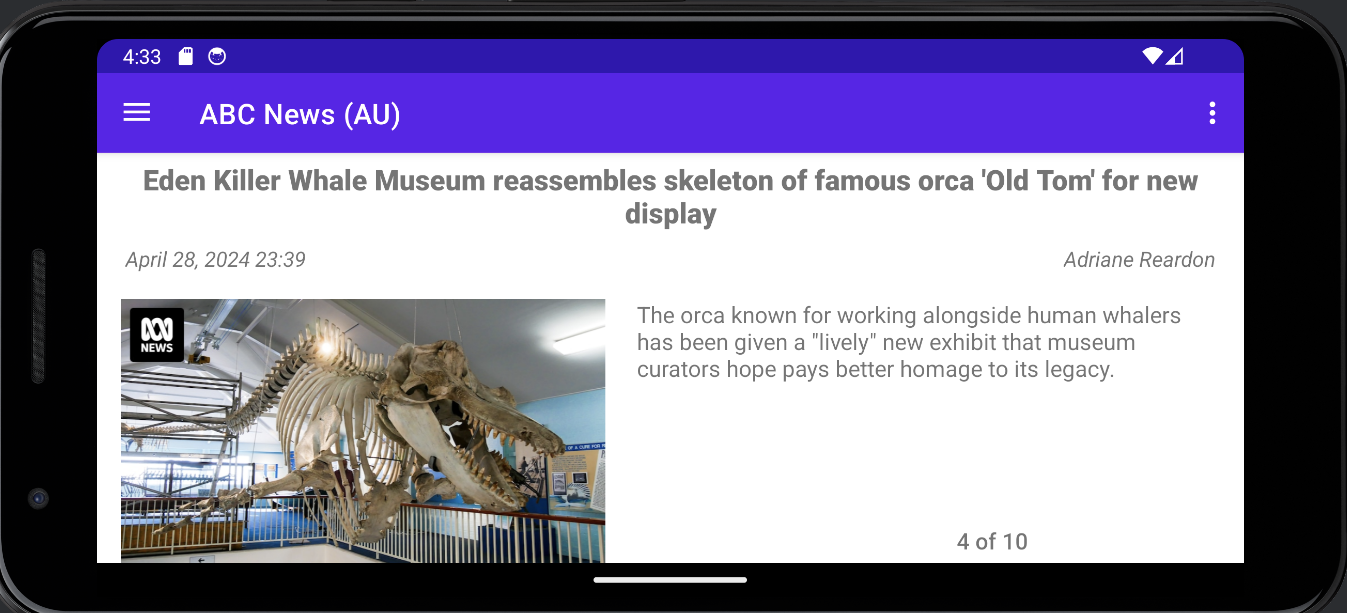 4:33
ABC News (AU)
Eden Killer Whale Museum reassembles skeleton of famous orca 'Old Tom' for new
display
April 28, 2024 23:39
Adriane Reardon
NEWS
The orca known for working alongside human whalers
has been given a "lively" new exhibit that museum
curators hope pays better homage to its legacy.
4 of 10